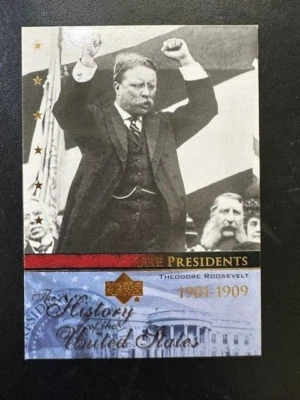 THE PRESIDENTS
THEODORE ROOSEVELT
1901-1909
The
History
of the
United States